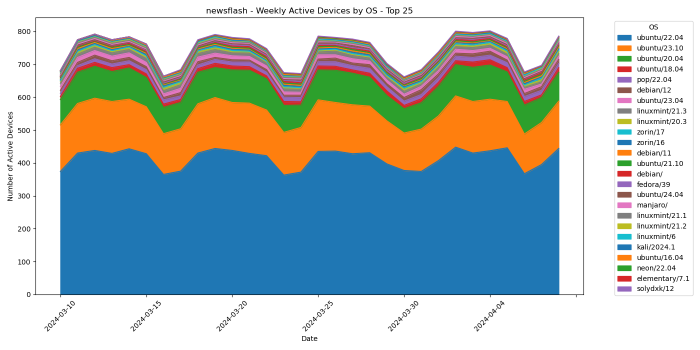 newsflash - Weekly Active Devices by OS - Top 25
Number of Active Devices
800
700
600
500
400
300
200
100
0
2024-03-10
2024-03-15
2024-03-20
2024-03-25
2024-03-30
2024-04-04
Date
OS
ubuntu/22.04
ubuntu/23.10
ubuntu/20.04
ubuntu/18.04
pop/22.04
debian/12
ubuntu/23.04
linuxmint/21.3
linuxmint/20.3
zorin/17
zorin/16
debian/11
ubuntu/21.10
debian/
fedora/39
ubuntu/24.04
manjaro/
linuxmint/21.1
linuxmint/21.2
linuxmint/6
kali/2024.1
ubuntu/16.04
neon/22.04
elementary/7.1
solydxk/12